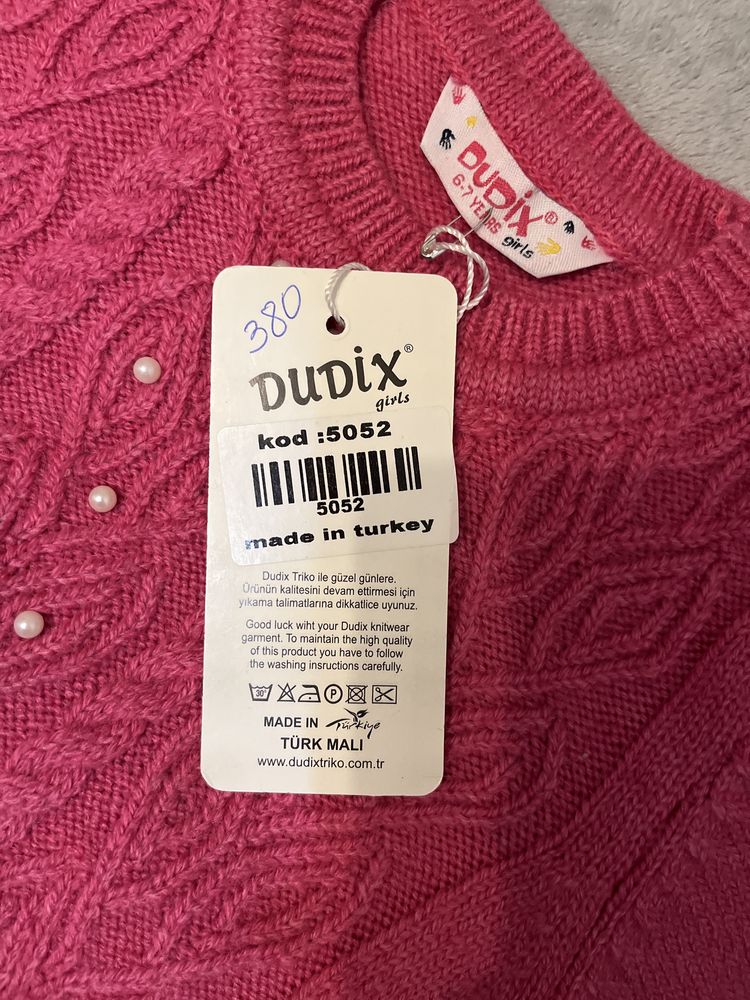 DUDiX®
6-7 YEARS
girls
380
DUDİX®
girls
kod :5052
5052
made in turkey
Dudix Triko ile güzel günlere.
Ürünün kalitesini devam ettirmesi için
yıkama talimatlarına dikkatlice uyunuz.
Good luck wiht your Dudix knitwear
garment. To maintain the high quality
of this product you have to follow
the washing insructions carefully.
30° P
MADE IN Türkiye
TÜRK MALI
www.dudixtriko.com.tr